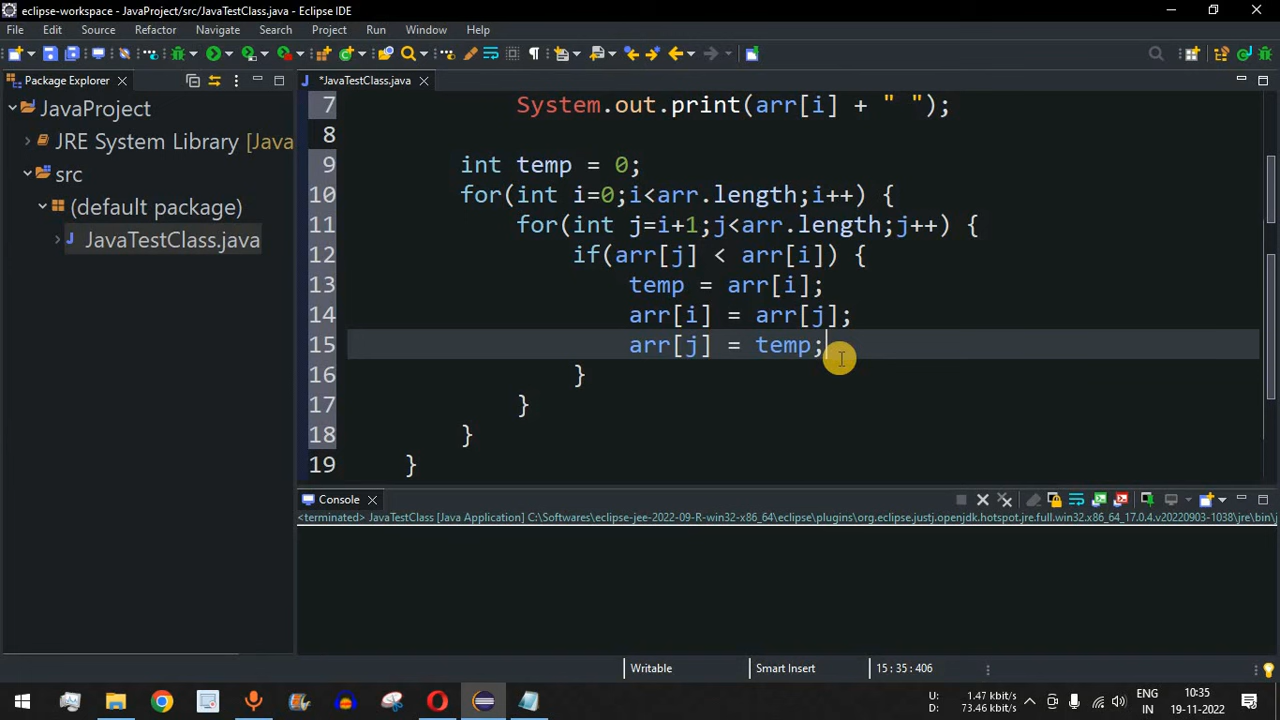 eclipse-workspace - JavaProject/src/JavaTestClass.java - Eclipse IDE
File Edit Source Refactor Navigate Search Project Run Window Help
Package Explorer
*JavaTestClass.java
JavaProject
JRE System Library [Java
src
(default package)
JavaTestClass.java
7 System.out.print(arr[i] + " ");
8
9 int temp = 0;
10 for(int i=0;i<arr.length;i++) {
11 for(int j=i+1;j<arr.length;j++) {
12 if(arr[j] < arr[i]) {
13 temp = arr[i];
14 arr[i] = arr[j];
15 arr[j] = temp;
16 }
17 }
18 }
19 }
Console
<terminated> JavaTestClass [Java Application] C:\Softwares\eclipse-jee-2022-09-R-win32-x86_64\eclipse\plugins\org.eclipse.justj.openjdk.hotspot.jre.full.win32.x86_64_17.0.4.v20220903-1038\jre\bin\j
Writable Smart Insert 15 : 35 : 406
U: 1.47 kbit/s
D: 73.46 kbit/s
ENG
IN
10:35
19-11-2022